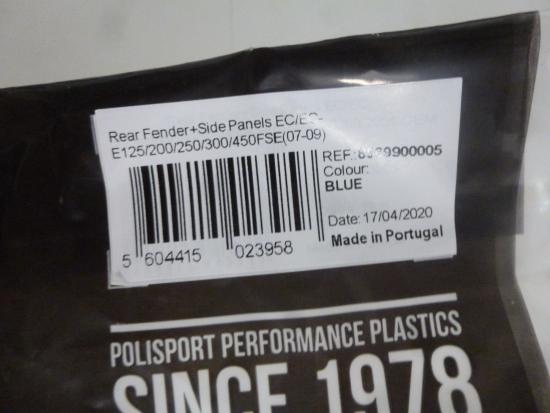 Rear Fender+Side Panels EC/EC-
E125/200/250/300/450FSE(07-09)
REF.:
Colour:
BLUE
Date: 17/04/2020
Made in Portugal
5 604415 023958
POLISPORT PERFORMANCE PLASTICS
SINCE 1978